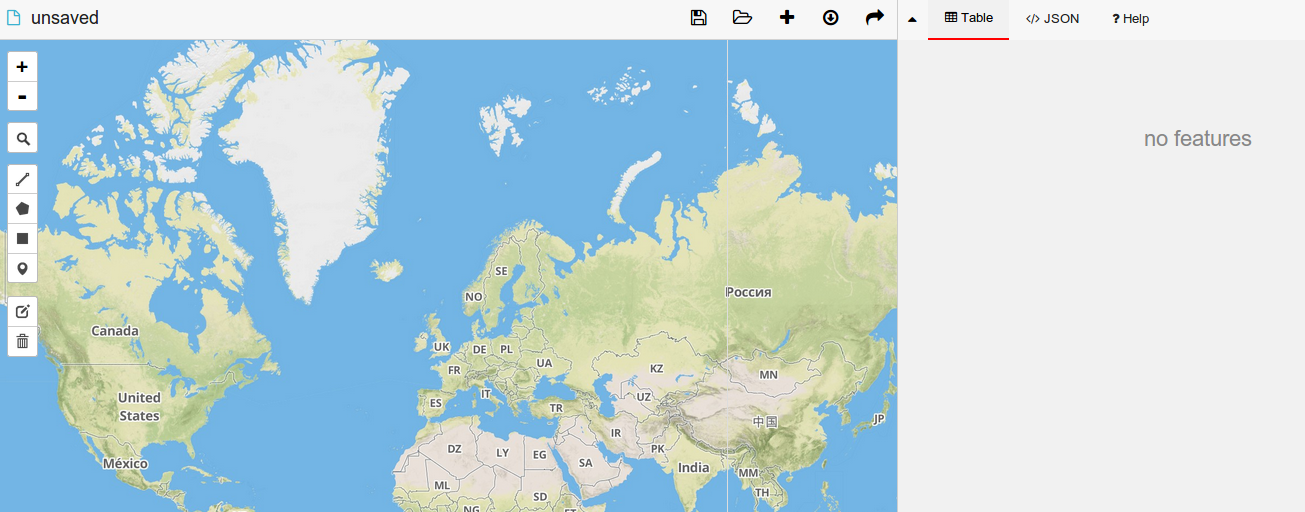 unsaved
Table
</> JSON
? Help
+
-
no features
SE
NO
Россия
Canada
UK
DE
PL
FR
UA
KZ
MN
United
States
ES
IT
TR
UZ
中国
JP
IR
DZ
LY
EG
SA
PK
India
México
ML
SD
MM
TH
NG
ET